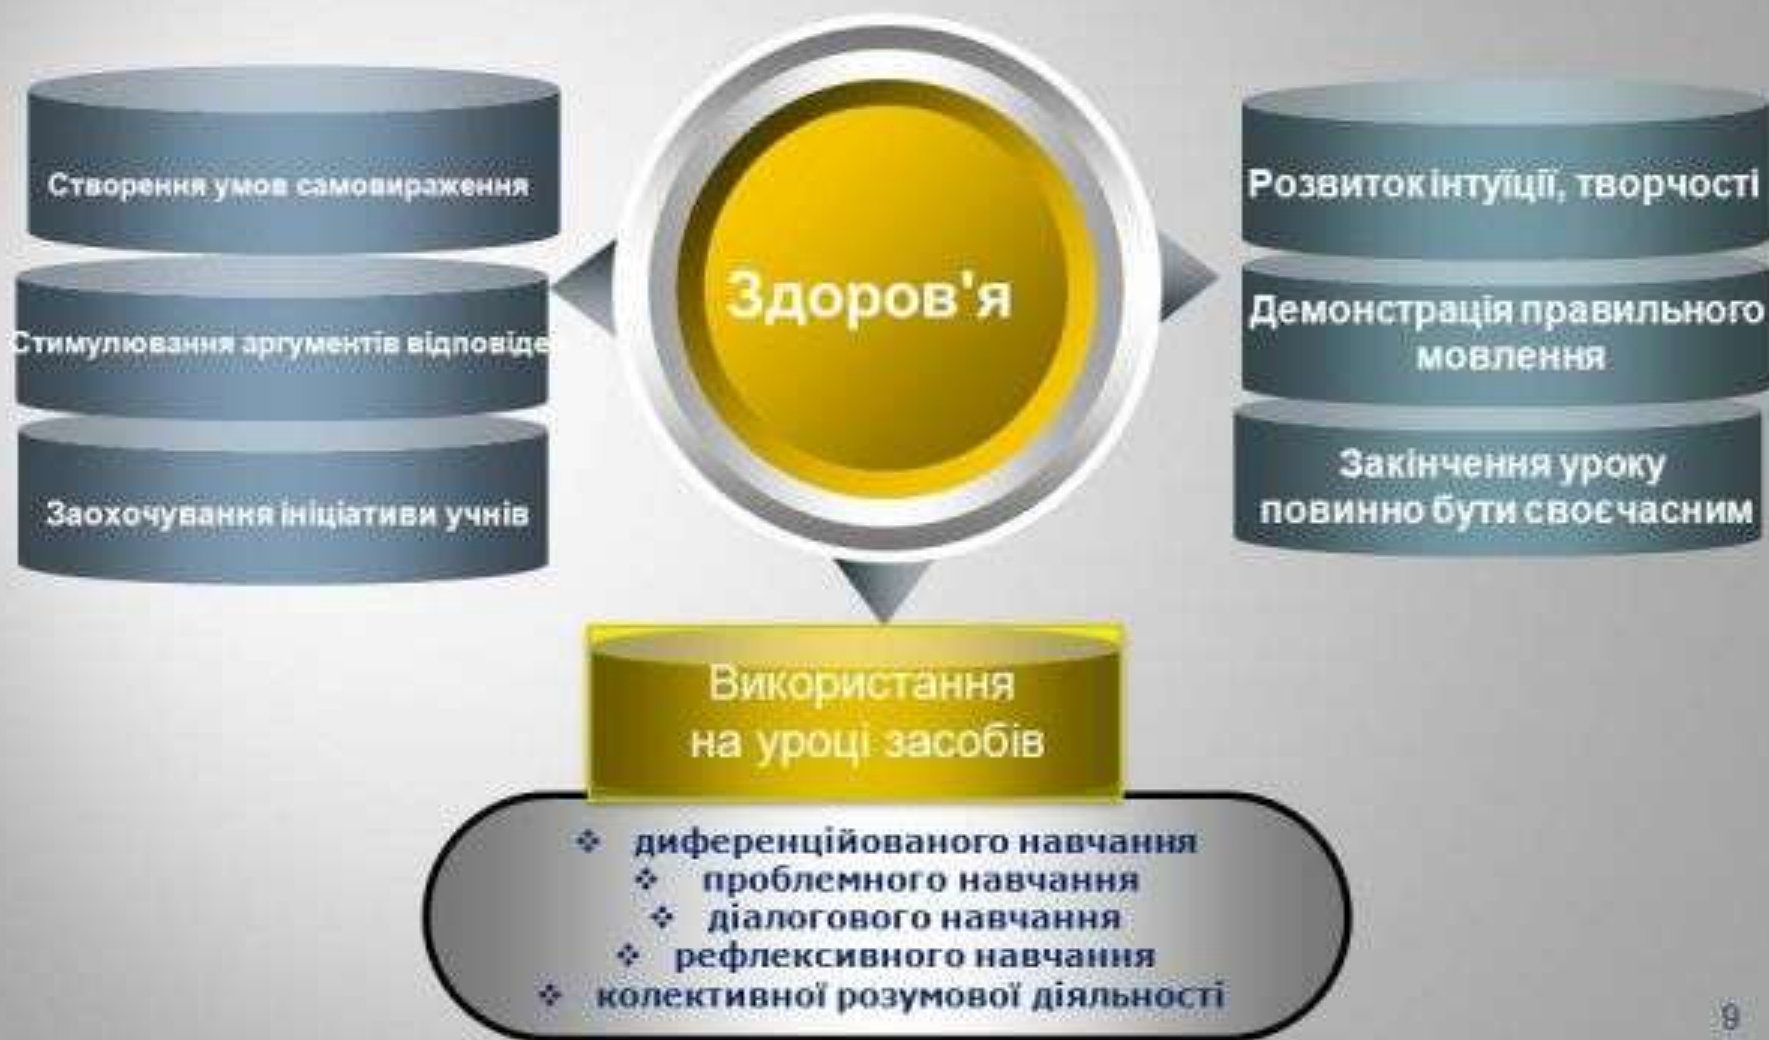 Створення умов самовираження
Стимулювання аргументів відповіде
Заохочування ініціативи учнів
Здоров'я
Розвиток інтуїції, творчості
Демонстрація правильного
мовлення
Закінчення уроку
повинно бути своєчасним
Використання
на уроці засобів
❖ диференційованого навчання
❖ проблемного навчання
❖ діалогового навчання
❖ рефлексивного навчання
❖ колективної розумової діяльності
9